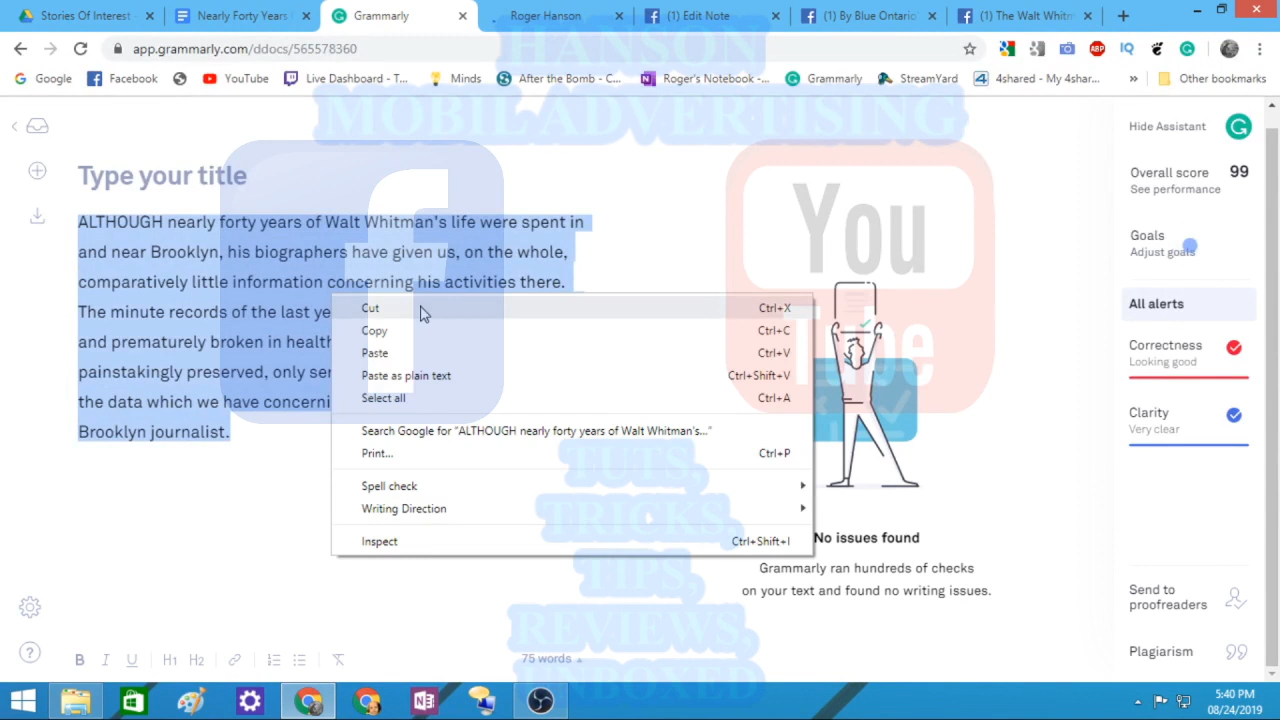 Stories Of Interest -
Nearly Forty Years
Grammarly
Roger Hanson
(1) Edit Note
(1) By Blue Ontario
(1) The Walt Whitm
app.grammarly.com/ddocs/565578360
ABP
IQ
Google
Facebook
YouTube
Live Dashboard - T...
Minds
After the Bomb - C...
Roger's Notebook -...
Grammarly
StreamYard
4shared - My 4shar...
»
Other bookmarks
HANSON
MOBIL ADVERTISING
Hide Assistant
Type your title
Overall score 99
See performance
ALTHOUGH nearly forty years of Walt Whitman's life were spent in
and near Brooklyn, his biographers have given us, on the whole,
comparatively little information concerning his activities there.
The minute records of the last ye
and prematurely broken in health
painstakingly preserved, only ser
the data which we have concerni
Brooklyn journalist.
Goals
Adjust goals
All alerts
Correctness
Looking good
Clarity
Very clear
You
Tube
Cut Ctrl+X
Copy Ctrl+C
Paste Ctrl+V
Paste as plain text Ctrl+Shift+V
Select all Ctrl+A
Search Google for “ALTHOUGH nearly forty years of Walt Whitman's...”
Print... Ctrl+P
Spell check
Writing Direction
Inspect Ctrl+Shift+I
TUTS,
TRICKS,
TIPS,
REVIEWS,
UNBOXED
No issues found
Grammarly ran hundreds of checks
on your text and found no writing issues.
Send to
proofreaders
Plagiarism
B I U H1 H2
75 words
5:40 PM
08/24/2019